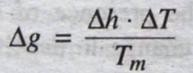 Δg = Δh · ΔT / T_m